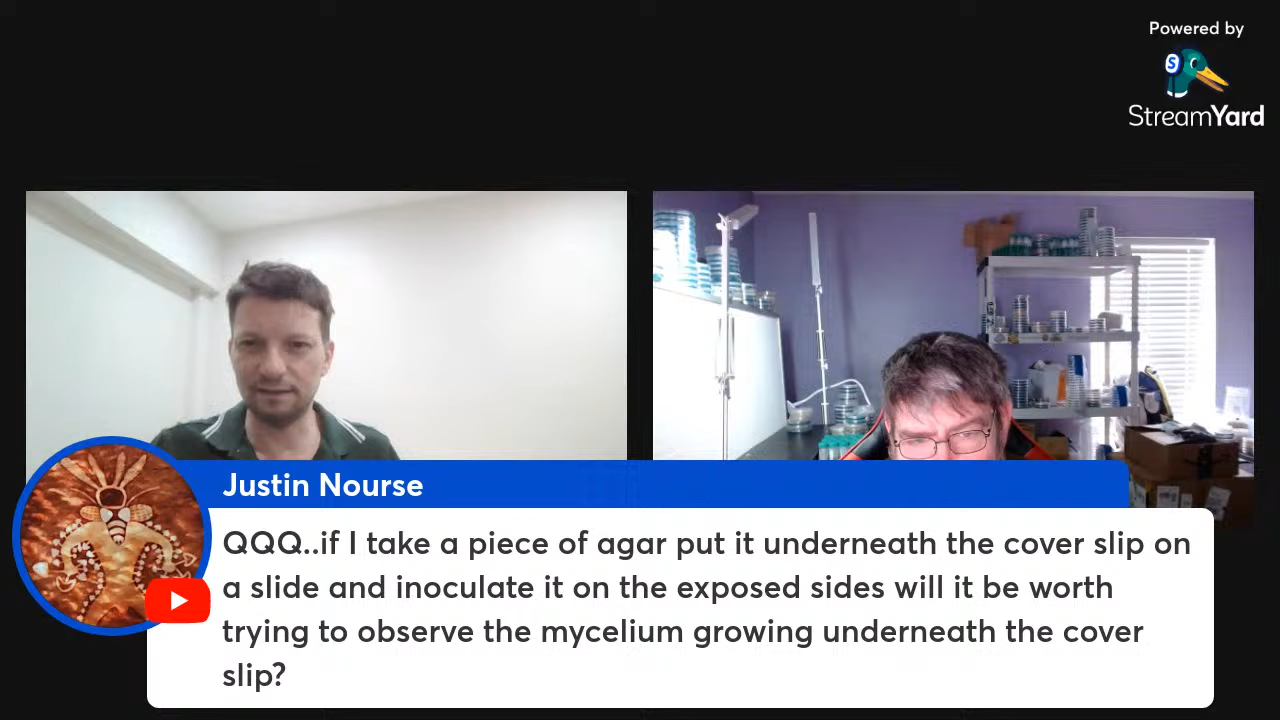 Powered by
S
StreamYard
Justin Nourse
QQQ..if I take a piece of agar put it underneath the cover slip on
a slide and inoculate it on the exposed sides will it be worth
trying to observe the mycelium growing underneath the cover
slip?